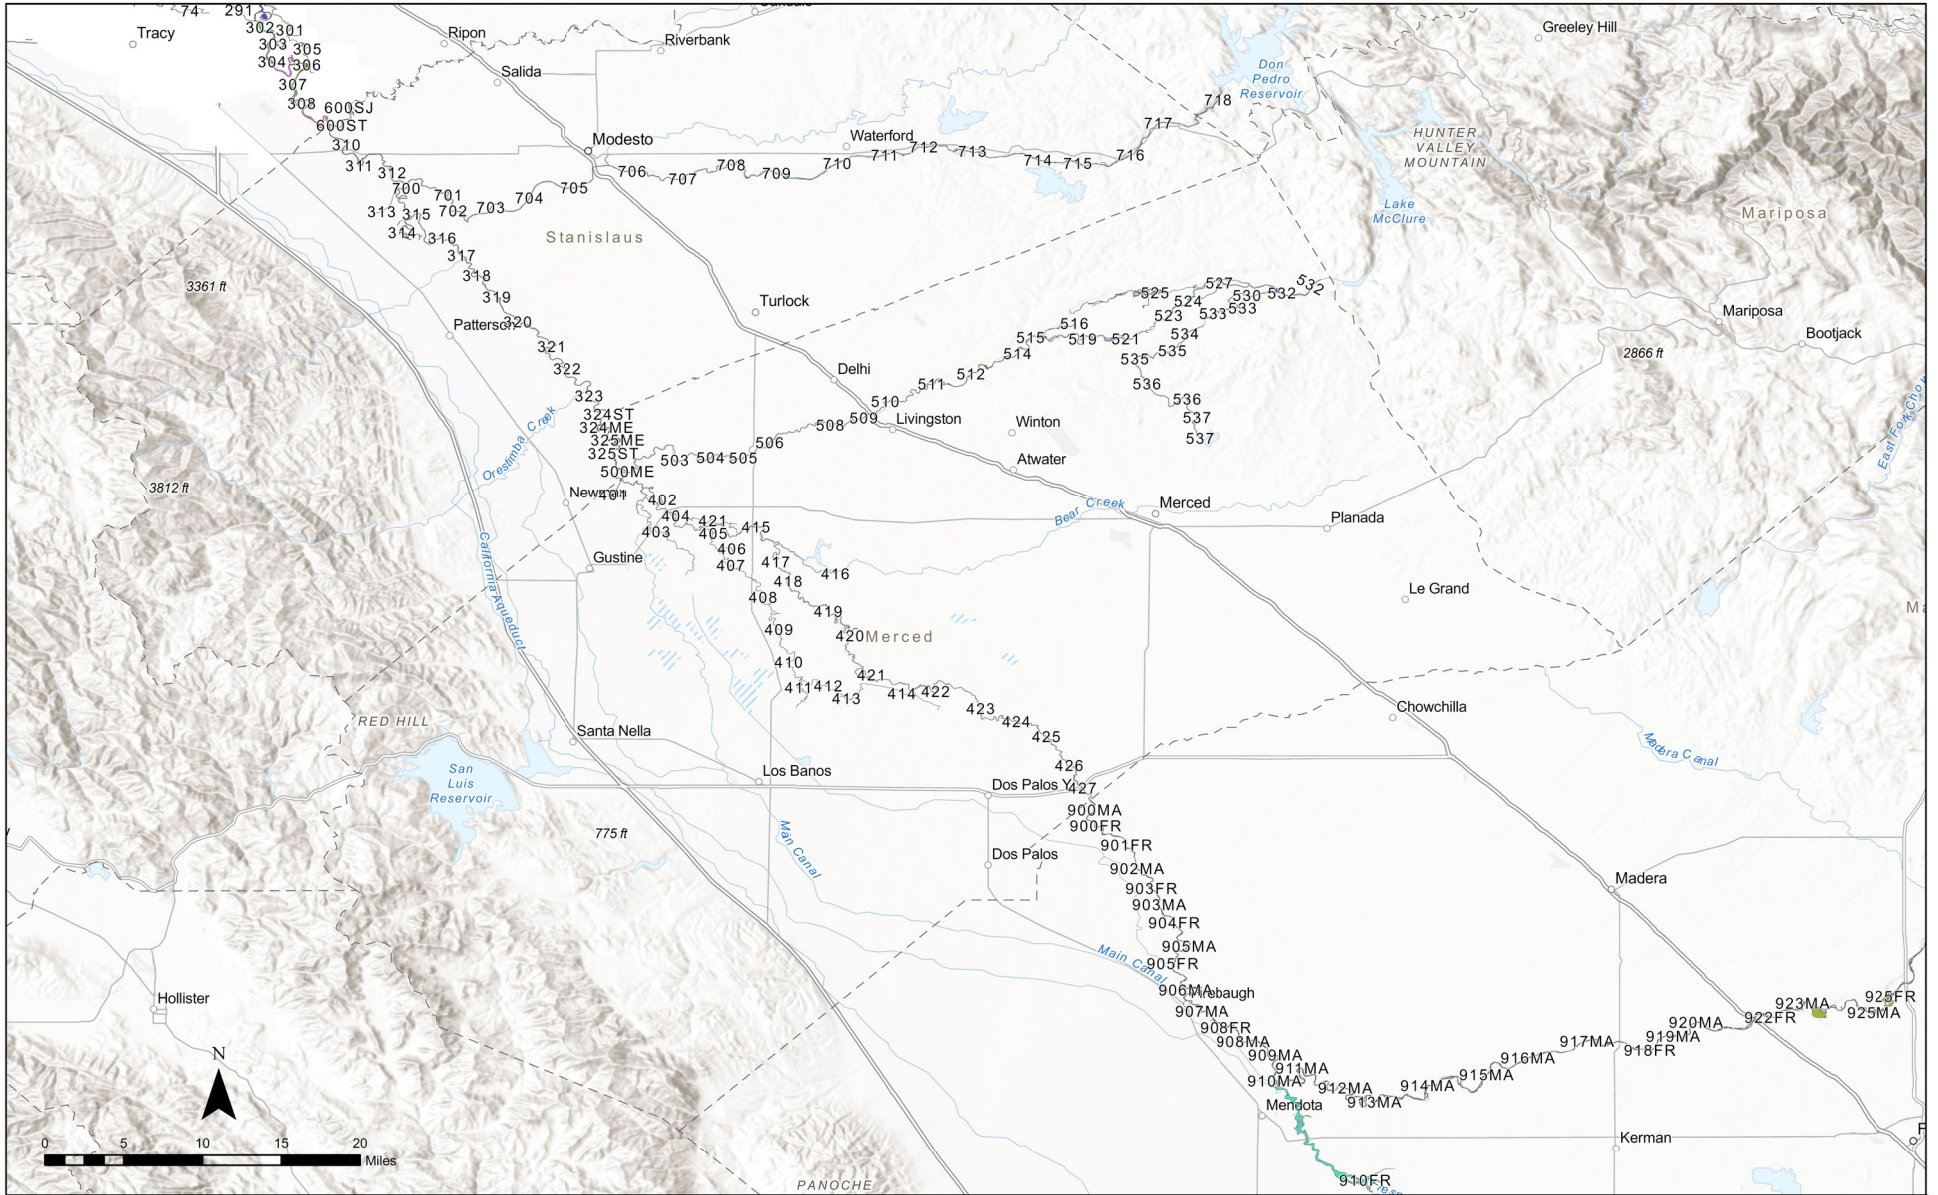 74
291
302
301
303
305
304
306
307
308
600SJ
600ST
310
311
312
700
701
313
315
702
703
704
705
314
316
317
318
319
320
321
322
323
324ST
324ME
325ME
325ST
500ME
Tracy
Ripon
Riverbank
Salida
Modesto
Waterford
Greeley Hill
Don
Pedro
Reservoir
HUNTER
VALLEY
MOUNTAIN
Lake
McClure
Mariposa
Stanislaus
706
707
708
709
710
711
712
713
714
715
716
717
718
3361 ft
Patterson
Turlock
Delhi
Livingston
Winton
Atwater
Mariposa
Bootjack
2866 ft
525
527
524
530
532
532
523
533
533
516
534
515
519
521
514
535
535
512
536
536
511
537
537
510
509
508
506
503
504
505
East Fork Cho
Orestimba Creek
3812 ft
Newman
401
402
404
403
421
405
415
406
407
417
416
418
408
419
409
420
Merced
410
421
411
412
413
414
422
423
424
425
426
427
Bear Creek
Merced
Planada
Gustine
California Aqueduct
Le Grand
Ma
RED HILL
Santa Nella
San
Luis
Reservoir
Los Banos
Dos Palos Y
Chowchilla
Madera Canal
775 ft
Main Canal
Dos Palos
Madera
900MA
900FR
901FR
902MA
903FR
903MA
904FR
905MA
905FR
Main Canal
906MA
Firebaugh
907MA
908FR
908MA
909MA
911MA
910MA
912MA
913MA
914MA
915MA
916MA
917MA
918FR
919MA
920MA
922FR
923MA
925FR
925MA
Mendota
Kerman
F
910FR
Hollister
N
0 5 10 15 20
Miles
PANOCHE